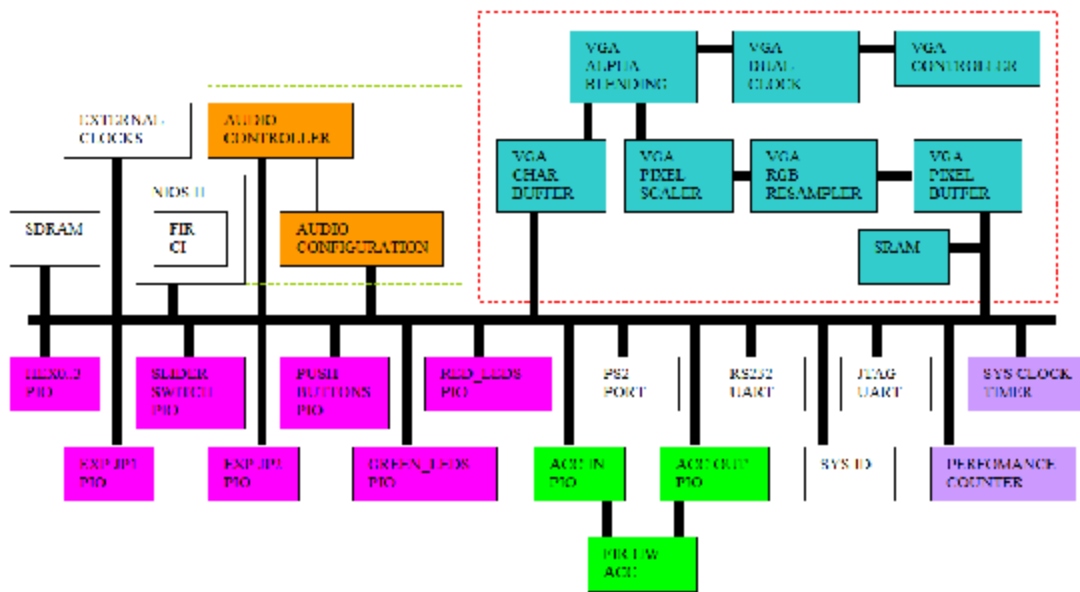 VGA
ALPHA
BLENDING
VGA
DUAL
CLOCK
VGA
CONTROLLER
EXTERNAL
CLOCKS
AUDIO
CONTROLLER
VGA
CHAR
BUFFER
VGA
PIXEL
SCALER
VGA
RGB
RESAMPLER
VGA
PIXEL
BUFFER
NIOS II
SDRAM
FIR
CI
AUDIO
CONFIGURATION
SRAM
HEX0..3
PIO
SLIDER
SWITCH
PIO
PUSH
BUTTONS
PIO
RED_LEDS
PIO
PS2
PORT
RS232
UART
JTAG
UART
SYS CLOCK
TIMER
EXP JP1
PIO
EXP JP2
PIO
GREEN_LEDS
PIO
ACC IN
PIO
ACC OUT
PIO
SYS ID
PERFOMANCE
COUNTER
FIR HW
ACC